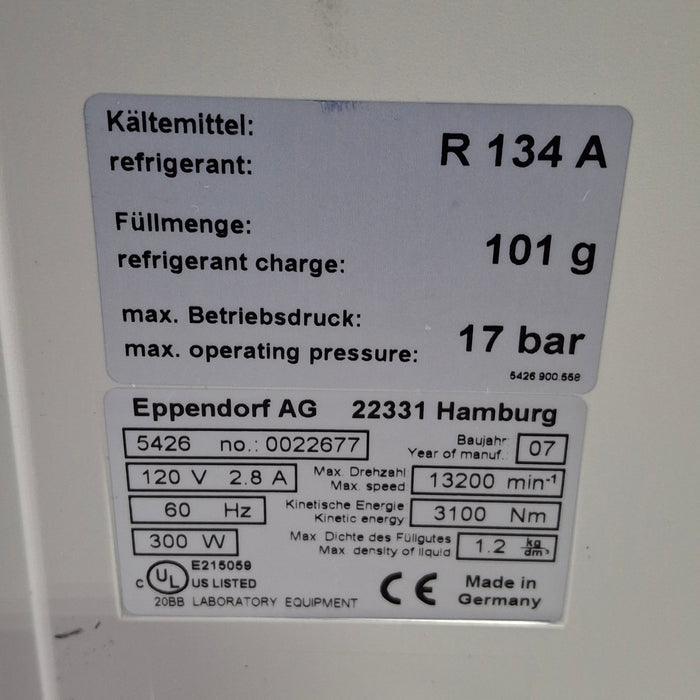 Kältemittel:
refrigerant:
R 134 A
Füllmenge:
refrigerant charge:
101 g
max. Betriebsdruck:
max. operating pressure:
17 bar
5426 900.558
Eppendorf AG 22331 Hamburg
5426 no.: 0022677
Baujahr
Year of manuf.:
07
120 V 2.8 A
Max. Drehzahl
Max. speed
13200 min⁻¹
60 Hz
Kinetische Energie
Kinetic energy
3100 Nm
300 W
Max. Dichte des Füllgutes
Max. density of liquid
1.2 kg/dm³
C UL US LISTED
E215059
20BB LABORATORY EQUIPMENT
CE
Made in
Germany